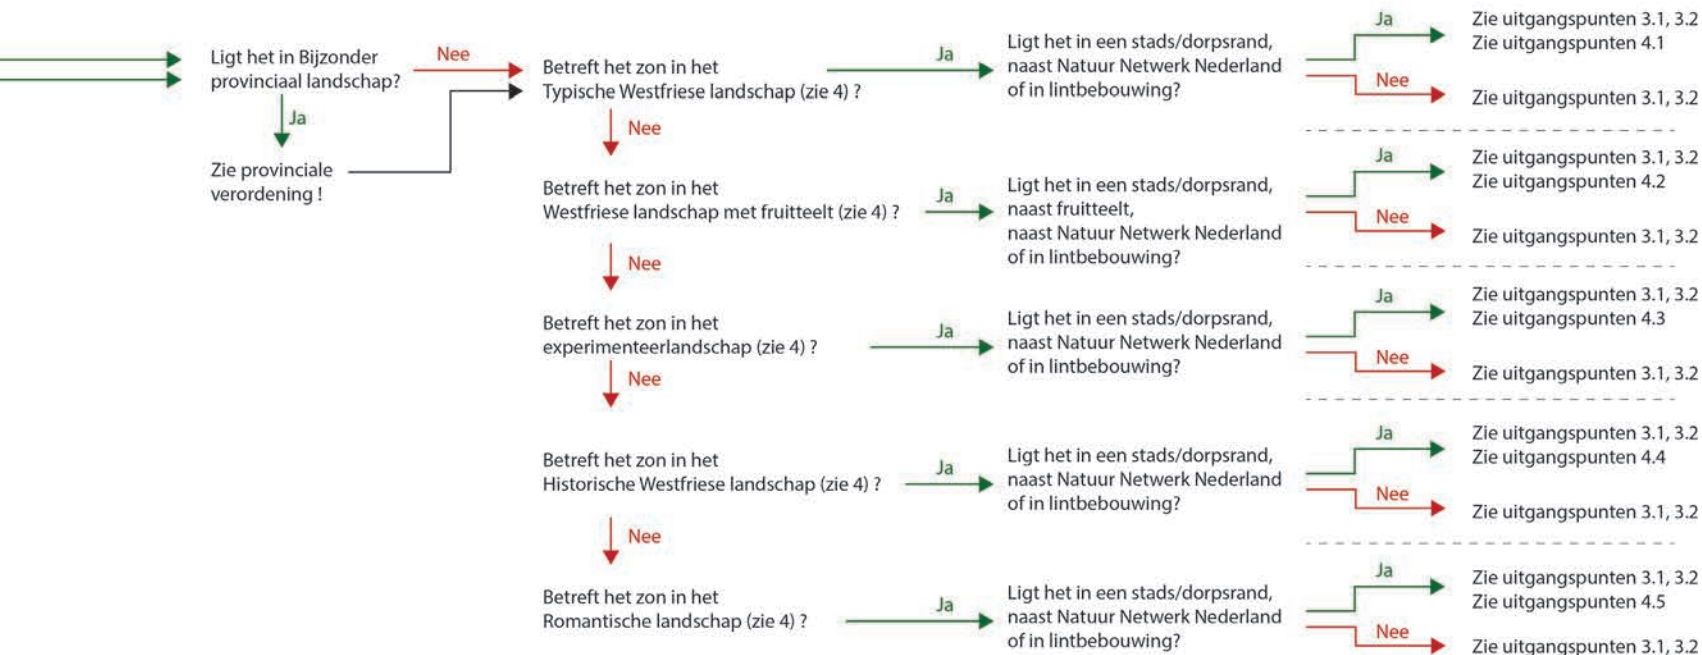 Ligt het in Bijzonder
provinciaal landschap?
Nee
Ja
Zie provinciale
verordening !
Betreft het zon in het
Typische Westfriese landschap (zie 4) ?
Ja
Nee
Ligt het in een stads/dorpsrand,
naast Natuur Netwerk Nederland
of in lintbebouwing?
Ja
Zie uitgangspunten 3.1, 3.2
Zie uitgangspunten 4.1
Nee
Zie uitgangspunten 3.1, 3.2
Betreft het zon in het
Westfriese landschap met fruitteelt (zie 4) ?
Ja
Nee
Ligt het in een stads/dorpsrand,
naast fruitteelt,
naast Natuur Netwerk Nederland
of in lintbebouwing?
Ja
Zie uitgangspunten 3.1, 3.2
Zie uitgangspunten 4.2
Nee
Zie uitgangspunten 3.1, 3.2
Betreft het zon in het
experimenteerlandschap (zie 4) ?
Ja
Nee
Ligt het in een stads/dorpsrand,
naast Natuur Netwerk Nederland
of in lintbebouwing?
Ja
Zie uitgangspunten 3.1, 3.2
Zie uitgangspunten 4.3
Nee
Zie uitgangspunten 3.1, 3.2
Betreft het zon in het
Historische Westfriese landschap (zie 4) ?
Ja
Nee
Ligt het in een stads/dorpsrand,
naast Natuur Netwerk Nederland
of in lintbebouwing?
Ja
Zie uitgangspunten 3.1, 3.2
Zie uitgangspunten 4.4
Nee
Zie uitgangspunten 3.1, 3.2
Betreft het zon in het
Romantische landschap (zie 4) ?
Ja
Ligt het in een stads/dorpsrand,
naast Natuur Netwerk Nederland
of in lintbebouwing?
Ja
Zie uitgangspunten 3.1, 3.2
Zie uitgangspunten 4.5
Nee
Zie uitgangspunten 3.1, 3.2